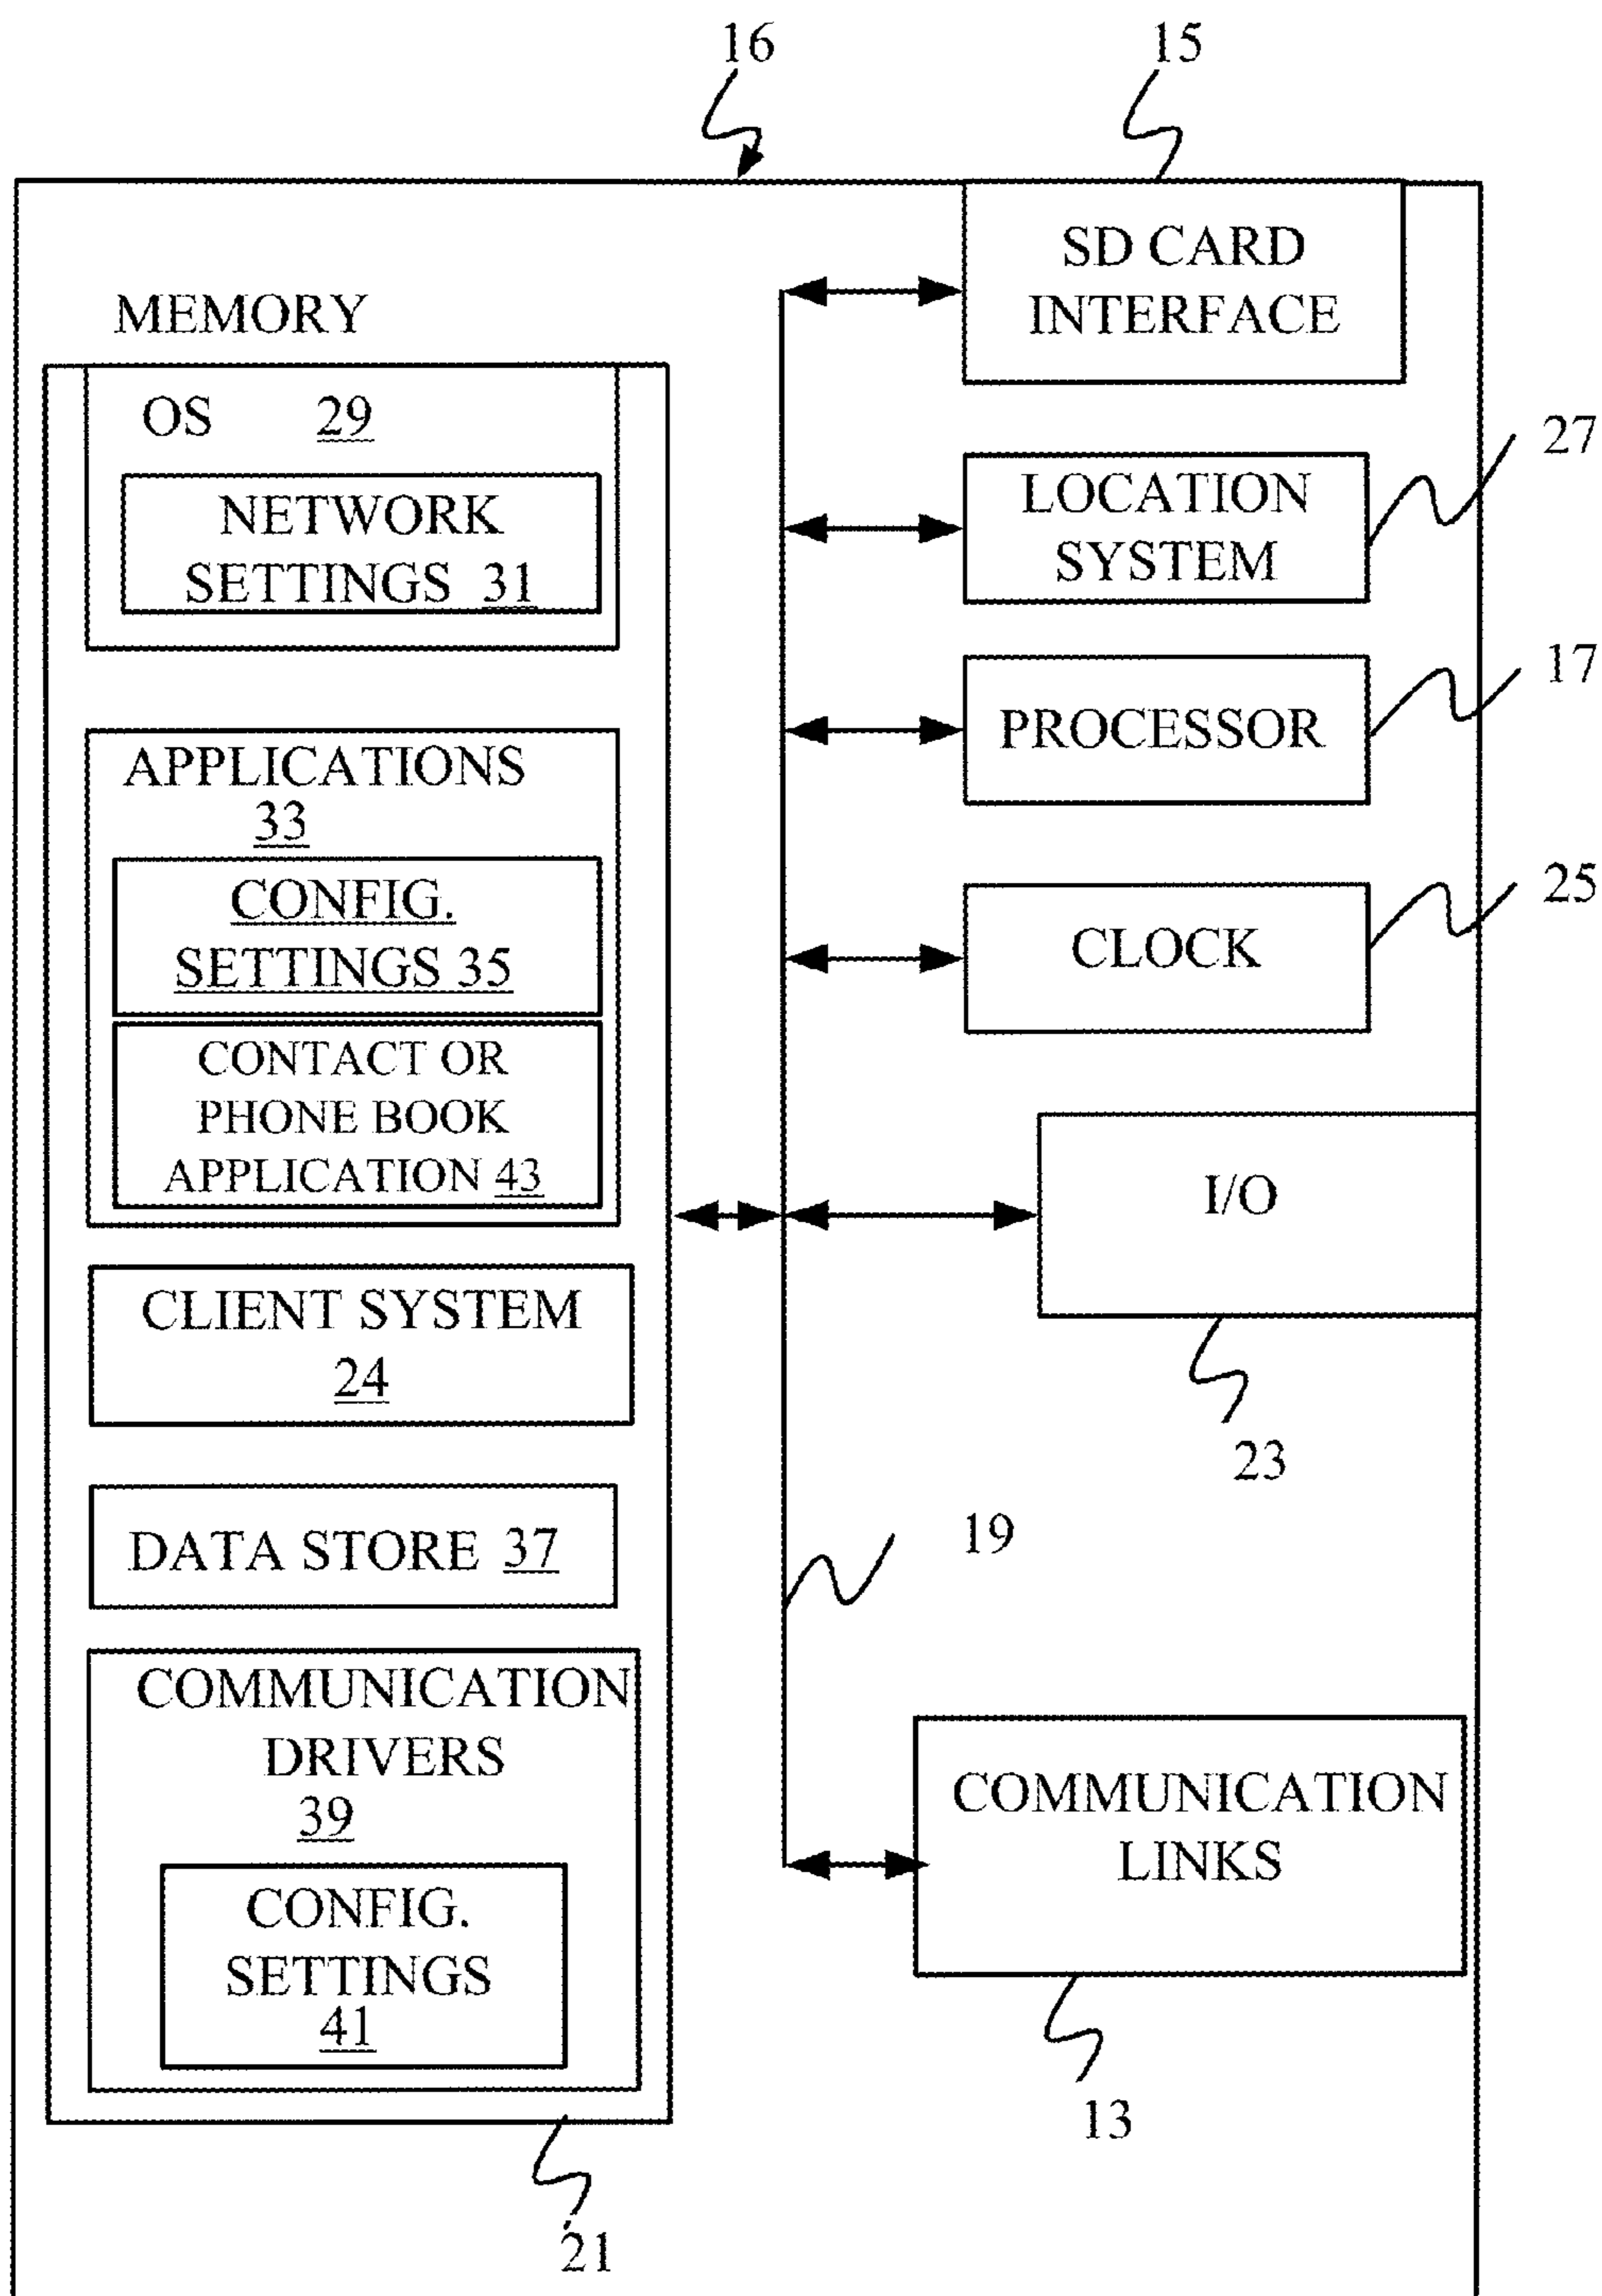 16
15
SD CARD
INTERFACE
MEMORY
OS 29
NETWORK
SETTINGS 31
LOCATION
SYSTEM
27
PROCESSOR
17
APPLICATIONS
33
CONFIG.
SETTINGS 35
CLOCK
25
CONTACT OR
PHONE BOOK
APPLICATION 43
I/O
23
CLIENT SYSTEM
24
19
DATA STORE 37
COMMUNICATION
DRIVERS
39
CONFIG.
SETTINGS
41
COMMUNICATION
LINKS
13
21